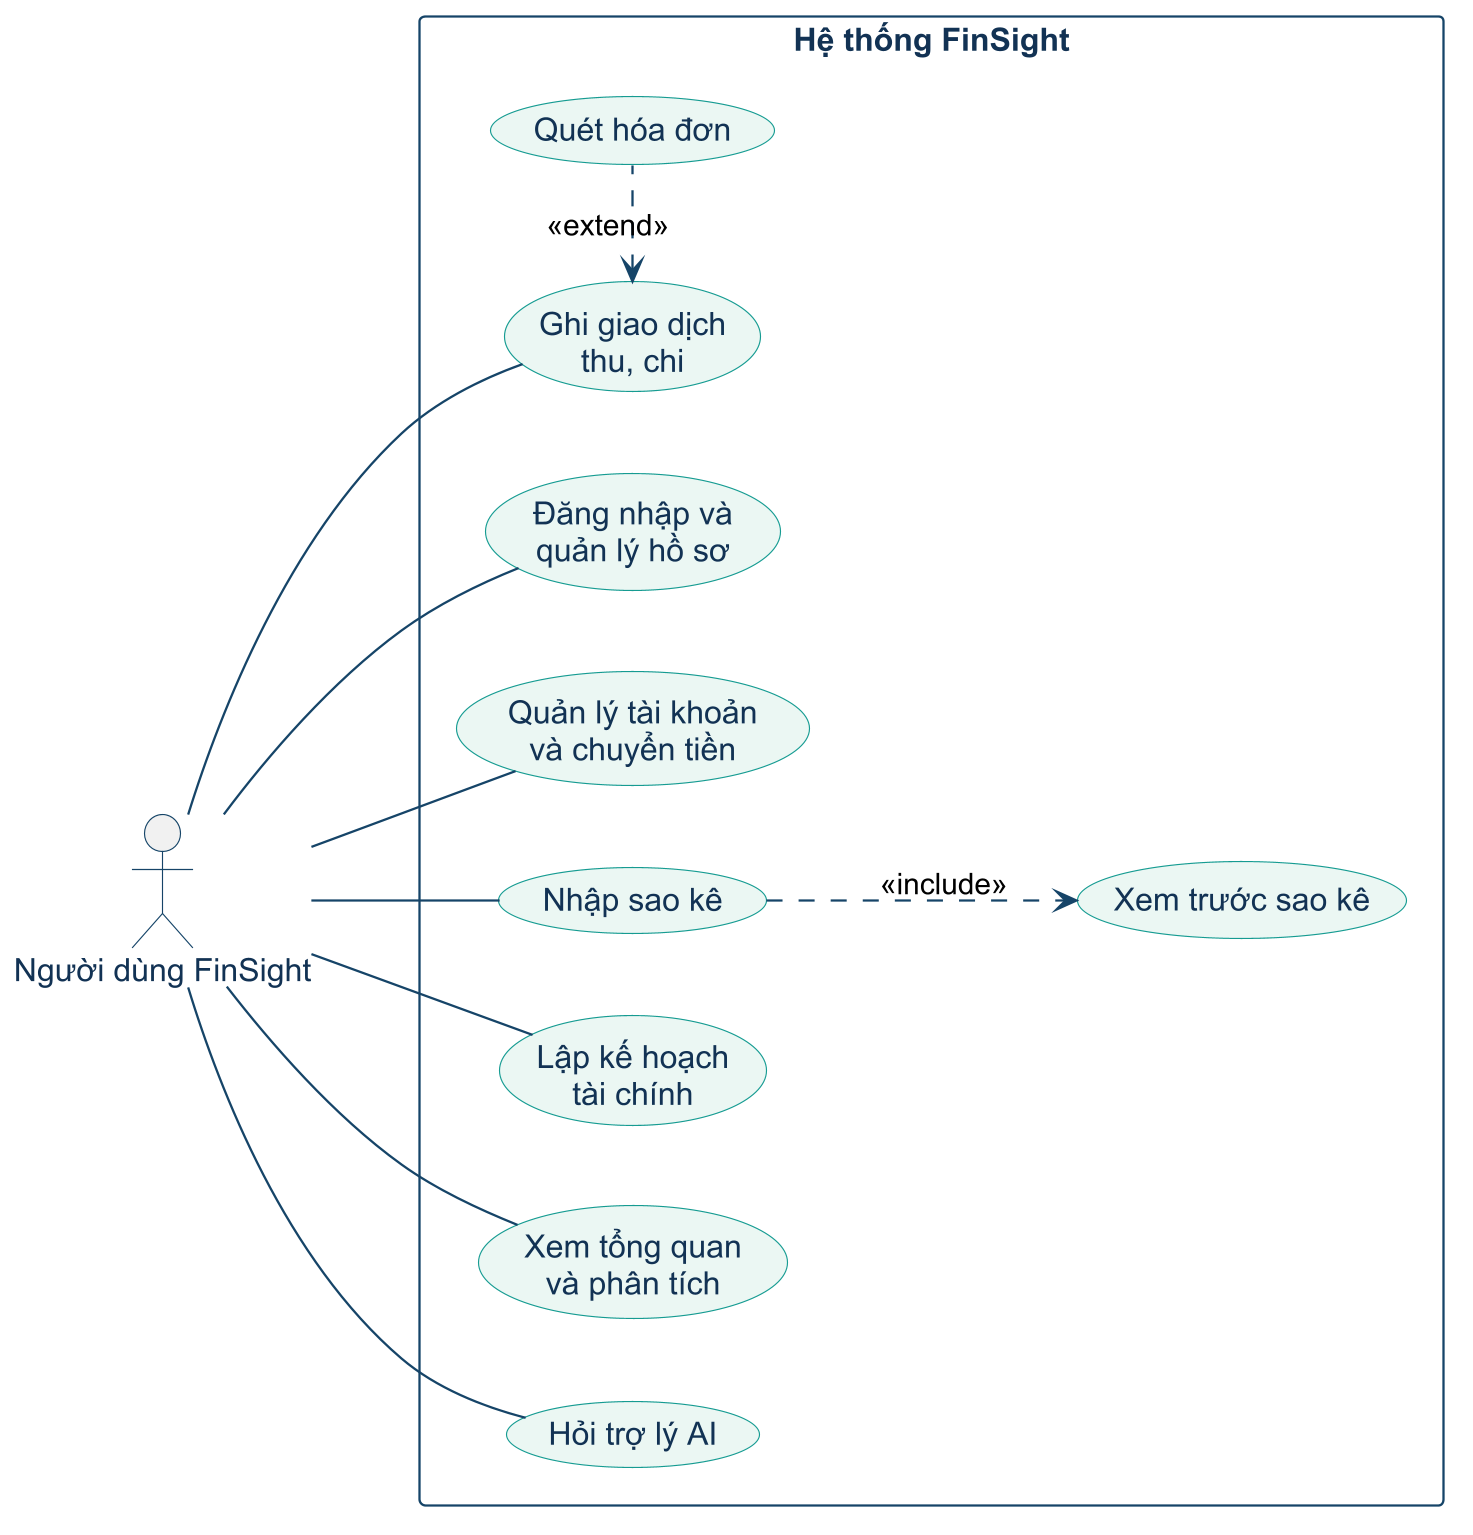 Hệ thống FinSight
Quét hóa đơn
«extend»
Ghi giao dịch
thu, chi
Đăng nhập và
quản lý hồ sơ
Quản lý tài khoản
và chuyển tiền
Nhập sao kê
«include»
Xem trước sao kê
Người dùng FinSight
Lập kế hoạch
tài chính
Xem tổng quan
và phân tích
Hỏi trợ lý AI